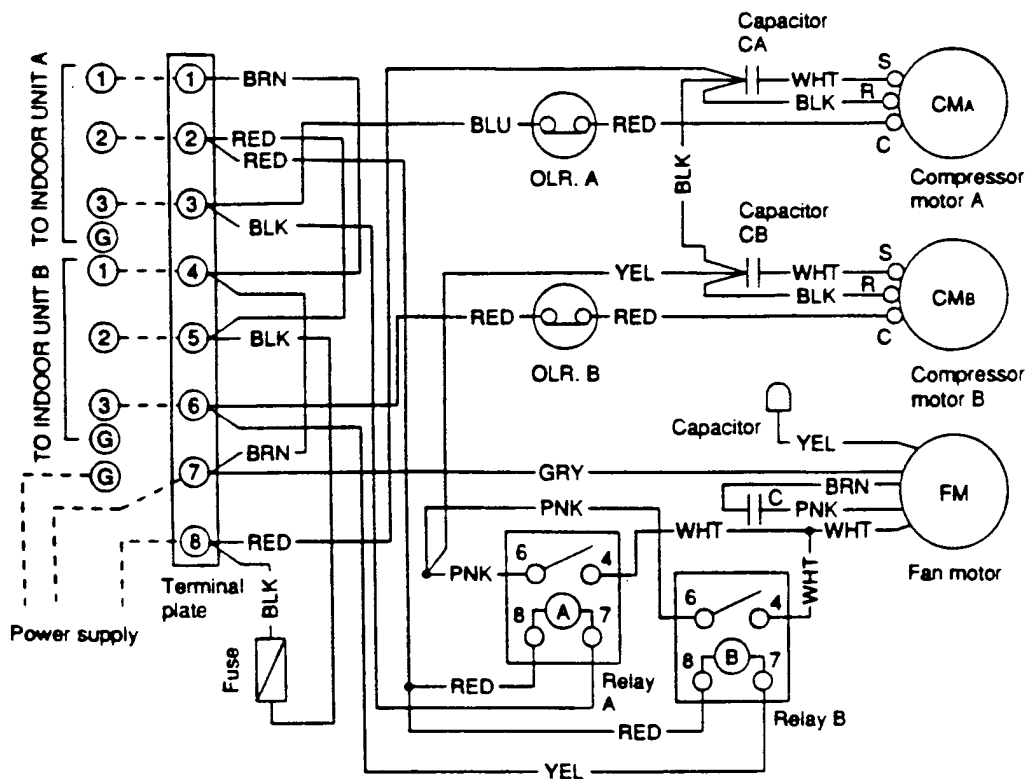 TO INDOOR UNIT A
1
2
3
G
TO INDOOR UNIT B
1
2
3
G
G
Power supply
1
2
3
4
5
6
7
8
Terminal
plate
BRN
RED
RED
BLK
BLK
BRN
RED
BLK
Fuse
BLU
RED
OLR. A
RED
RED
OLR. B
YEL
BLK
Capacitor
CA
WHT
BLK
S
R
C
CMA
Compressor
motor A
Capacitor
CB
WHT
BLK
S
R
C
CMB
Compressor
motor B
Capacitor
YEL
GRY
BRN
C
PNK
WHT
WHT
WHT
FM
Fan motor
PNK
PNK
6
4
8
A
7
Relay
A
6
4
8
B
7
Relay B
RED
RED
YEL